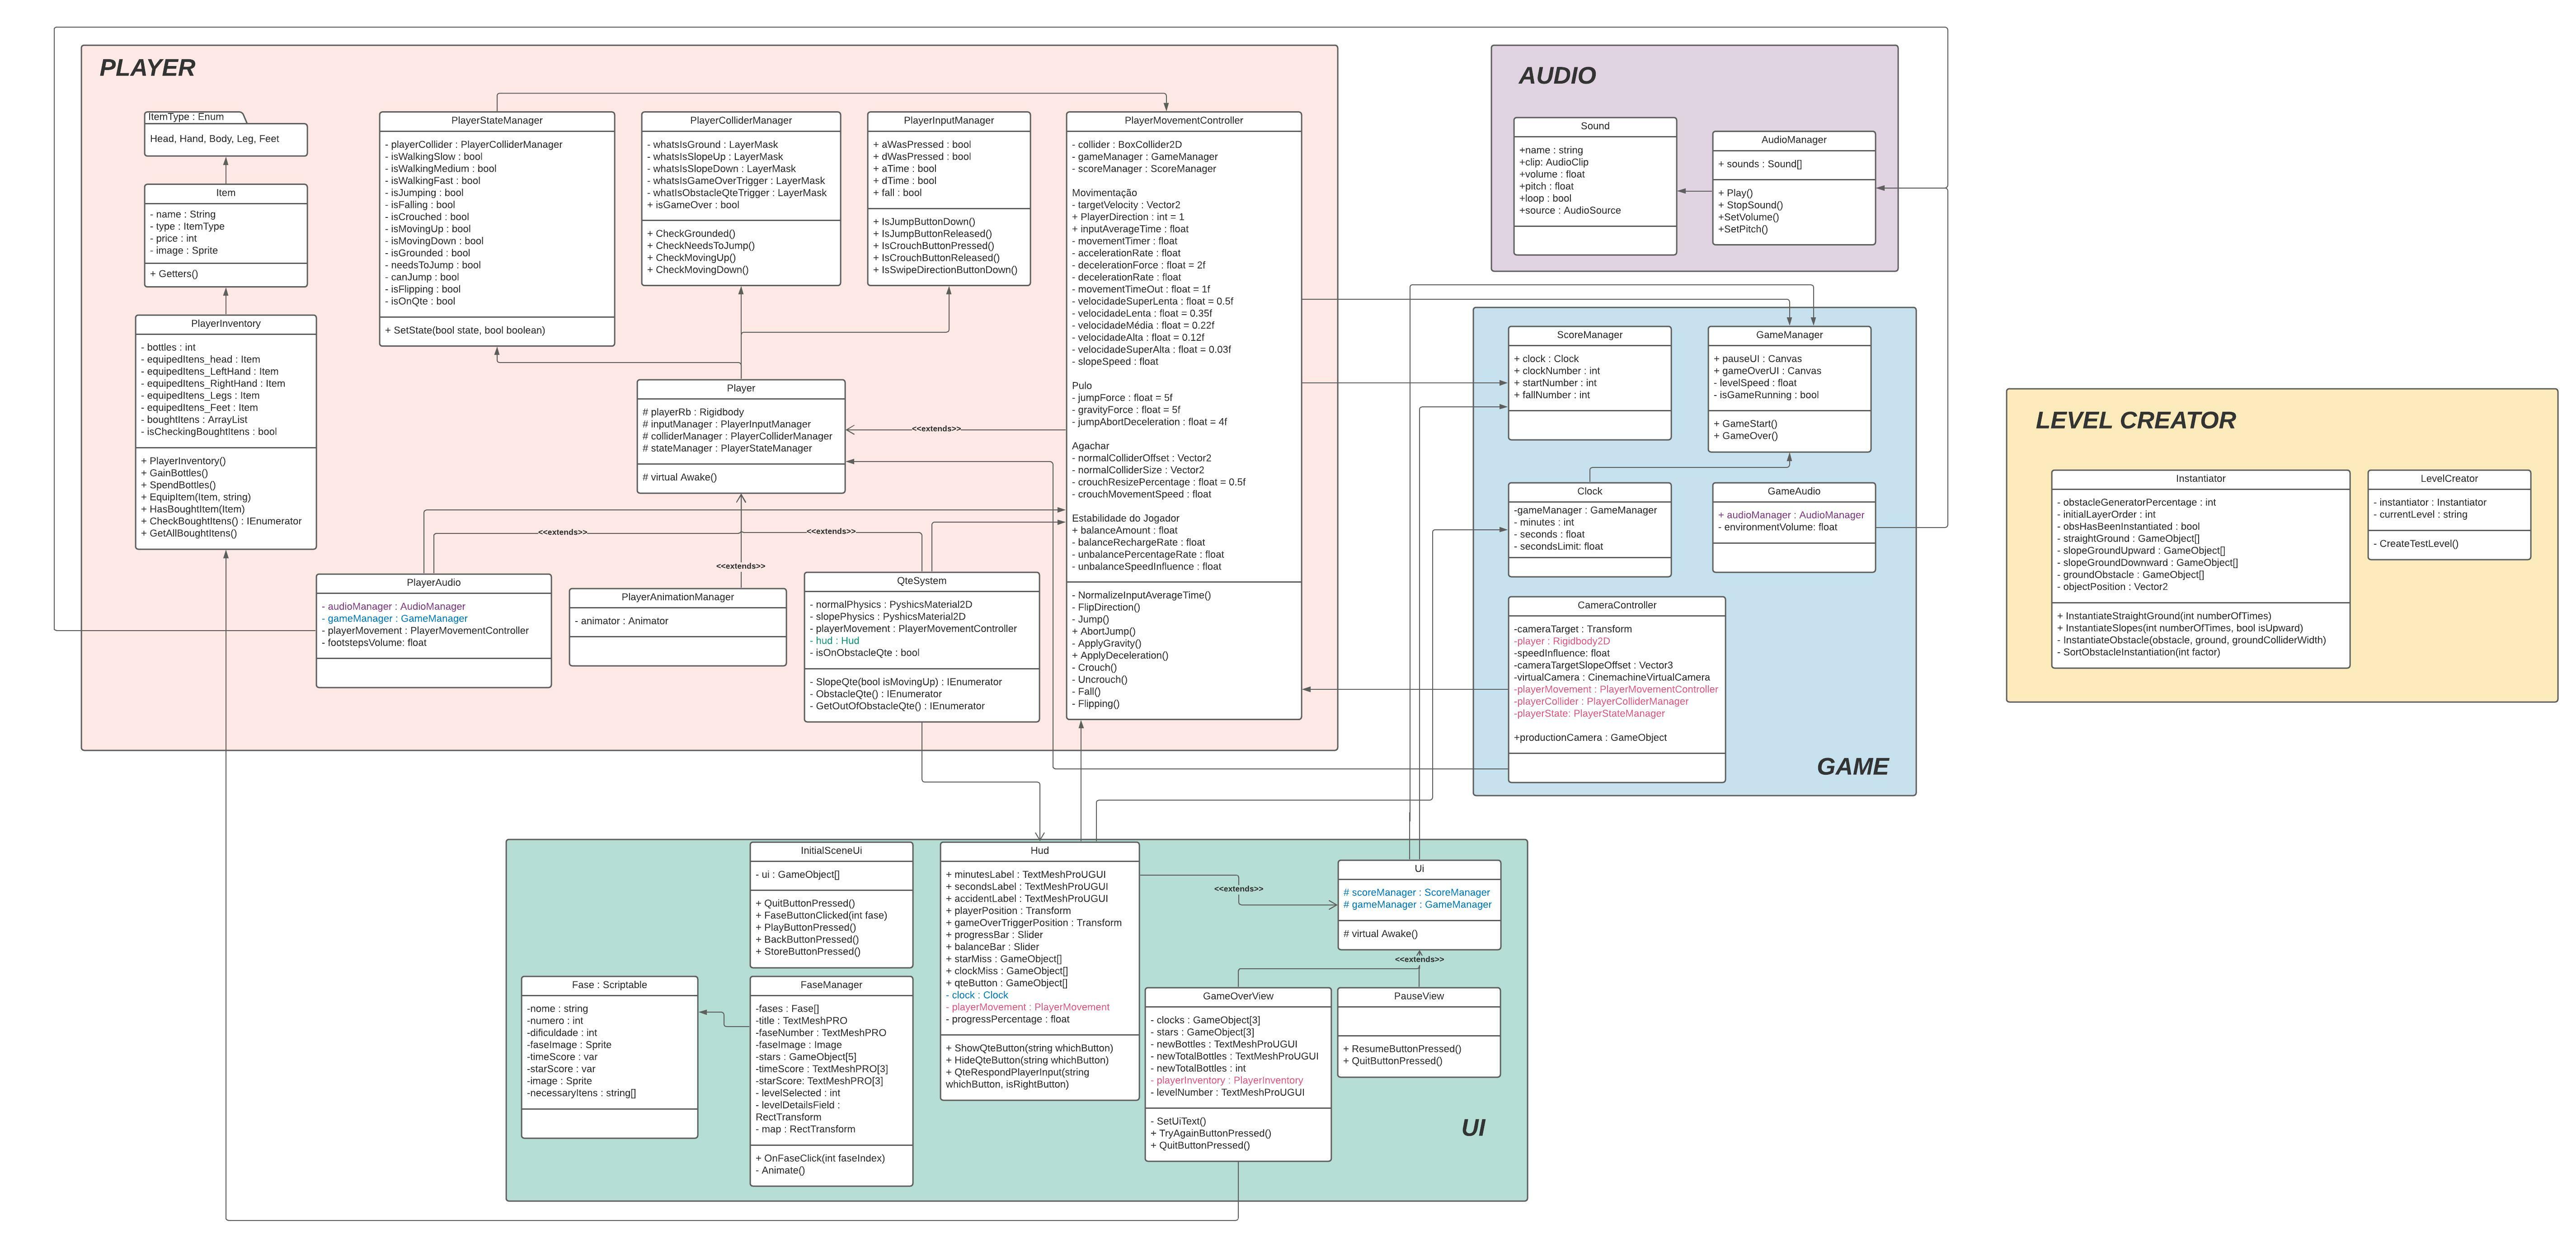 PLAYER
ItemType : Enum
Head, Hand, Body, Leg, Feet
Item
- name : String
- type : ItemType
- price : int
- image : Sprite
+ Getters()
PlayerInventory
- bottles : int
- equipedItens_head : Item
- equipedItens_LeftHand : Item
- equipedItens_RightHand : Item
- equipedItens_Legs : Item
- equipedItens_Feet : Item
- boughtItens : ArrayList
- isCheckingBoughtItens : bool
+ PlayerInventory()
+ GainBottles()
+ SpendBottles()
+ EquipItem(Item, string)
+ HasBoughtItem(Item)
+ CheckBoughtItens() : IEnumerator
+ GetAllBoughtItens()
PlayerStateManager
- playerCollider : PlayerColliderManager
- isWalkingSlow : bool
- isWalkingMedium : bool
- isWalkingFast : bool
- isJumping : bool
- isFalling : bool
- isCrouched : bool
- isMovingUp : bool
- isMovingDown : bool
- isGrounded : bool
- needsToJump : bool
- canJump : bool
- isFlipping : bool
- isOnQte : bool
+ SetState(bool state, bool boolean)
PlayerColliderManager
- whatsIsGround : LayerMask
- whatsIsSlopeUp : LayerMask
- whatsIsSlopeDown : LayerMask
- whatsIsGameOverTrigger : LayerMask
- whatIsObstacleQteTrigger : LayerMask
+ isGameOver : bool
+ CheckGrounded()
+ CheckNeedsToJump()
+ CheckMovingUp()
+ CheckMovingDown()
PlayerInputManager
+ aWasPressed : bool
+ dWasPressed : bool
+ aTime : bool
+ dTime : bool
+ fall : bool
+ IsJumpButtonDown()
+ IsJumpButtonReleased()
+ IsCrouchButtonPressed()
+ IsCrouchButtonReleased()
+ IsSwipeDirectionButtonDown()
PlayerMovementController
- collider : BoxCollider2D
- gameManager : GameManager
- scoreManager : ScoreManager
Movimentação
- targetVelocity : Vector2
+ PlayerDirection : int = 1
+ inputAverageTime : float
- movementTimer : float
- accelerationRate : float
- decelerationForce : float = 2f
- decelerationRate : float
- movementTimeOut : float = 1f
- velocidadeSuperLenta : float = 0.5f
- velocidadeLenta : float = 0.35f
- velocidadeMédia : float = 0.22f
- velocidadeAlta : float = 0.12f
- velocidadeSuperAlta : float = 0.03f
- slopeSpeed : float
Pulo
- jumpForce : float = 5f
- gravityForce : float = 5f
- jumpAbortDeceleration : float = 4f
Agachar
- normalColliderOffset : Vector2
- normalColliderSize : Vector2
- crouchResizePercentage : float = 0.5f
- crouchMovementSpeed : float
Estabilidade do Jogador
+ balanceAmount : float
- balanceRechargeRate : float
- unbalancePercentageRate : float
- unbalanceSpeedInfluence : float
- NormalizeInputAverageTime()
- FlipDirection()
- Jump()
+ AbortJump()
- ApplyGravity()
+ ApplyDeceleration()
- Crouch()
- Uncrouch()
- Fall()
- Flipping()
Player
# playerRb : Rigidbody
# inputManager : PlayerInputManager
# colliderManager : PlayerColliderManager
# stateManager : PlayerStateManager
# virtual Awake()
<<extends>>
<<extends>>
<<extends>>
<<extends>>
PlayerAudio
- audioManager : AudioManager
- gameManager : GameManager
- playerMovement : PlayerMovementController
- footstepsVolume: float
PlayerAnimationManager
- animator : Animator
QteSystem
- normalPhysics : PyshicsMaterial2D
- slopePhysics : PyshicsMaterial2D
- playerMovement : PlayerMovementController
- hud : Hud
- isOnObstacleQte : bool
- SlopeQte(bool isMovingUp) : IEnumerator
- ObstacleQte() : IEnumerator
- GetOutOfObstacleQte() : IEnumerator
AUDIO
Sound
+name : string
+clip: AudioClip
+volume : float
+pitch : float
+loop : bool
+source : AudioSource
AudioManager
+ sounds : Sound[]
+ Play()
+ StopSound()
+SetVolume()
+SetPitch()
ScoreManager
+ clock : Clock
+ clockNumber : int
+ startNumber : int
+ fallNumber : int
GameManager
+ pauseUI : Canvas
+ gameOverUI : Canvas
- levelSpeed : float
- isGameRunning : bool
+ GameStart()
+ GameOver()
Clock
-gameManager : GameManager
- minutes : int
- seconds : float
- secondsLimit: float
GameAudio
+ audioManager : AudioManager
- environmentVolume: float
CameraController
-cameraTarget : Transform
-player : Rigidbody2D
-speedInfluence: float
-cameraTargetSlopeOffset : Vector3
-virtualCamera : CinemachineVirtualCamera
-playerMovement : PlayerMovementController
-playerCollider : PlayerColliderManager
-playerState: PlayerStateManager
+productionCamera : GameObject
GAME
LEVEL CREATOR
Instantiator
- obstacleGeneratorPercentage : int
- initialLayerOrder : int
- obsHasBeenInstantiated : bool
- straightGround : GameObject[]
- slopeGroundUpward : GameObject[]
- slopeGroundDownward : GameObject[]
- groundObstacle : GameObject[]
- objectPosition : Vector2
+ InstantiateStraightGround(int numberOfTimes)
+ InstantiateSlopes(int numberOfTimes, bool isUpward)
- InstantiateObstacle(obstacle, ground, groundColliderWidth)
- SortObstacleInstantiation(int factor)
LevelCreator
- instantiator : Instantiator
- currentLevel : string
- CreateTestLevel()
InitialSceneUi
- ui : GameObject[]
+ QuitButtonPressed()
+ FaseButtonClicked(int fase)
+ PlayButtonPressed()
+ BackButtonPressed()
+ StoreButtonPressed()
Fase : Scriptable
-nome : string
-numero : int
-dificuldade : int
-faseImage : Sprite
-timeScore : var
-starScore : var
-image : Sprite
-necessaryItens : string[]
FaseManager
-fases : Fase[]
-title : TextMeshPRO
-faseNumber : TextMeshPRO
-faseImage : Image
-stars : GameObject[5]
-timeScore : TextMeshPRO[3]
-starScore: TextMeshPRO[3]
- levelSelected : int
- levelDetailsField :
RectTransform
- map : RectTransform
+ OnFaseClick(int faseIndex)
- Animate()
Hud
+ minutesLabel : TextMeshProUGUI
+ secondsLabel : TextMeshProUGUI
+ accidentLabel : TextMeshProUGUI
+ playerPosition : Transform
+ gameOverTriggerPosition : Transform
+ progressBar : Slider
+ balanceBar : Slider
+ starMiss : GameObject[]
+ clockMiss : GameObject[]
+ qteButton : GameObject[]
- clock : Clock
- playerMovement : PlayerMovement
- progressPercentage : float
+ ShowQteButton(string whichButton)
+ HideQteButton(string whichButton)
+ QteRespondPlayerInput(string
whichButton, isRightButton)
<<extends>>
Ui
# scoreManager : ScoreManager
# gameManager : GameManager
# virtual Awake()
<<extends>>
GameOverView
- clocks : GameObject[3]
- stars : GameObject[3]
- newBottles : TextMeshProUGUI
- newTotalBottles : TextMeshProUGUI
- newTotalBottles : int
- playerInventory : PlayerInventory
- levelNumber : TextMeshProUGUI
- SetUiText()
+ TryAgainButtonPressed()
+ QuitButtonPressed()
PauseView
+ ResumeButtonPressed()
+ QuitButtonPressed()
UI